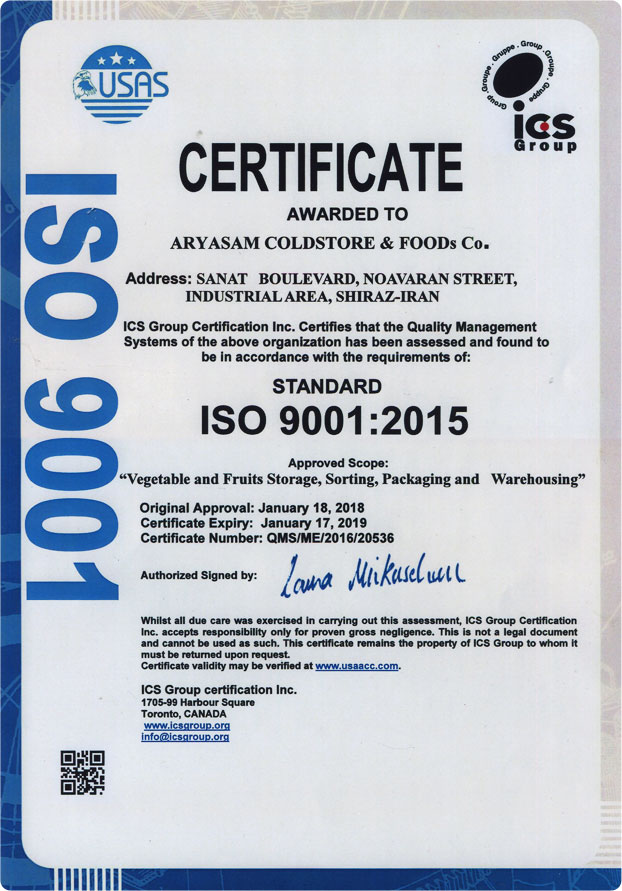 USAS
Group . Groupe . Gruppe . Group . Groupe . Gruppe
ics
Group
CERTIFICATE
AWARDED TO
ARYASAM COLDSTORE & FOODs Co.
Address: SANAT BOULEVARD, NOAVARAN STREET,
INDUSTRIAL AREA, SHIRAZ-IRAN
ICS Group Certification Inc. Certifies that the Quality Management
Systems of the above organization has been assessed and found to
be in accordance with the requirements of:
STANDARD
ISO 9001:2015
Approved Scope:
“Vegetable and Fruits Storage, Sorting, Packaging and Warehousing”
Original Approval: January 18, 2018
Certificate Expiry: January 17, 2019
Certificate Number: QMS/ME/2016/20536
Authorized Signed by:
Whilst all due care was exercised in carrying out this assessment, ICS Group Certification
Inc. accepts responsibility only for proven gross negligence. This is not a legal document
and cannot be used as such. This certificate remains the property of ICS Group to whom it
must be returned upon request.
Certificate validity may be verified at www.usaacc.com.
ICS Group certification Inc.
1705-99 Harbour Square
Toronto, CANADA
www.icsgroup.org
info@icsgroup.org
ISO 9001